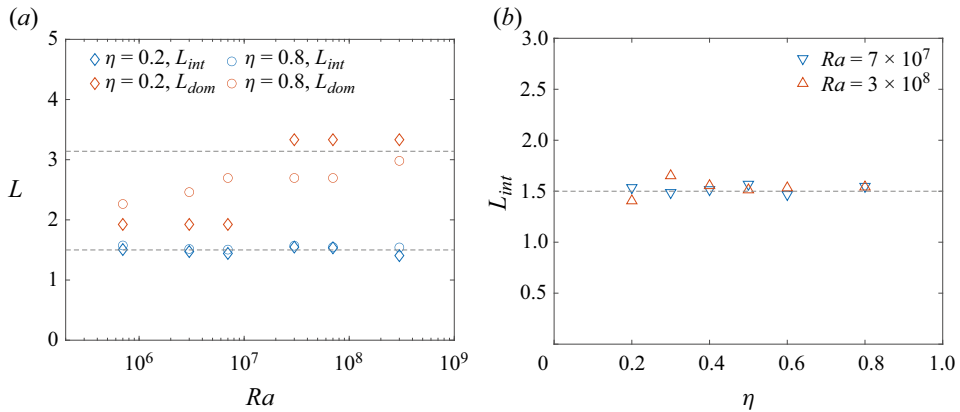 (a)
(b)
5
4
3
2
1
0
L
η = 0.2, L_int
η = 0.8, L_int
η = 0.2, L_dom
η = 0.8, L_dom
10^6
10^7
10^8
10^9
Ra
3.0
2.5
2.0
1.5
1.0
0.5
L_int
Ra = 7 × 10^7
Ra = 3 × 10^8
0
0.2
0.4
0.6
0.8
1.0
η